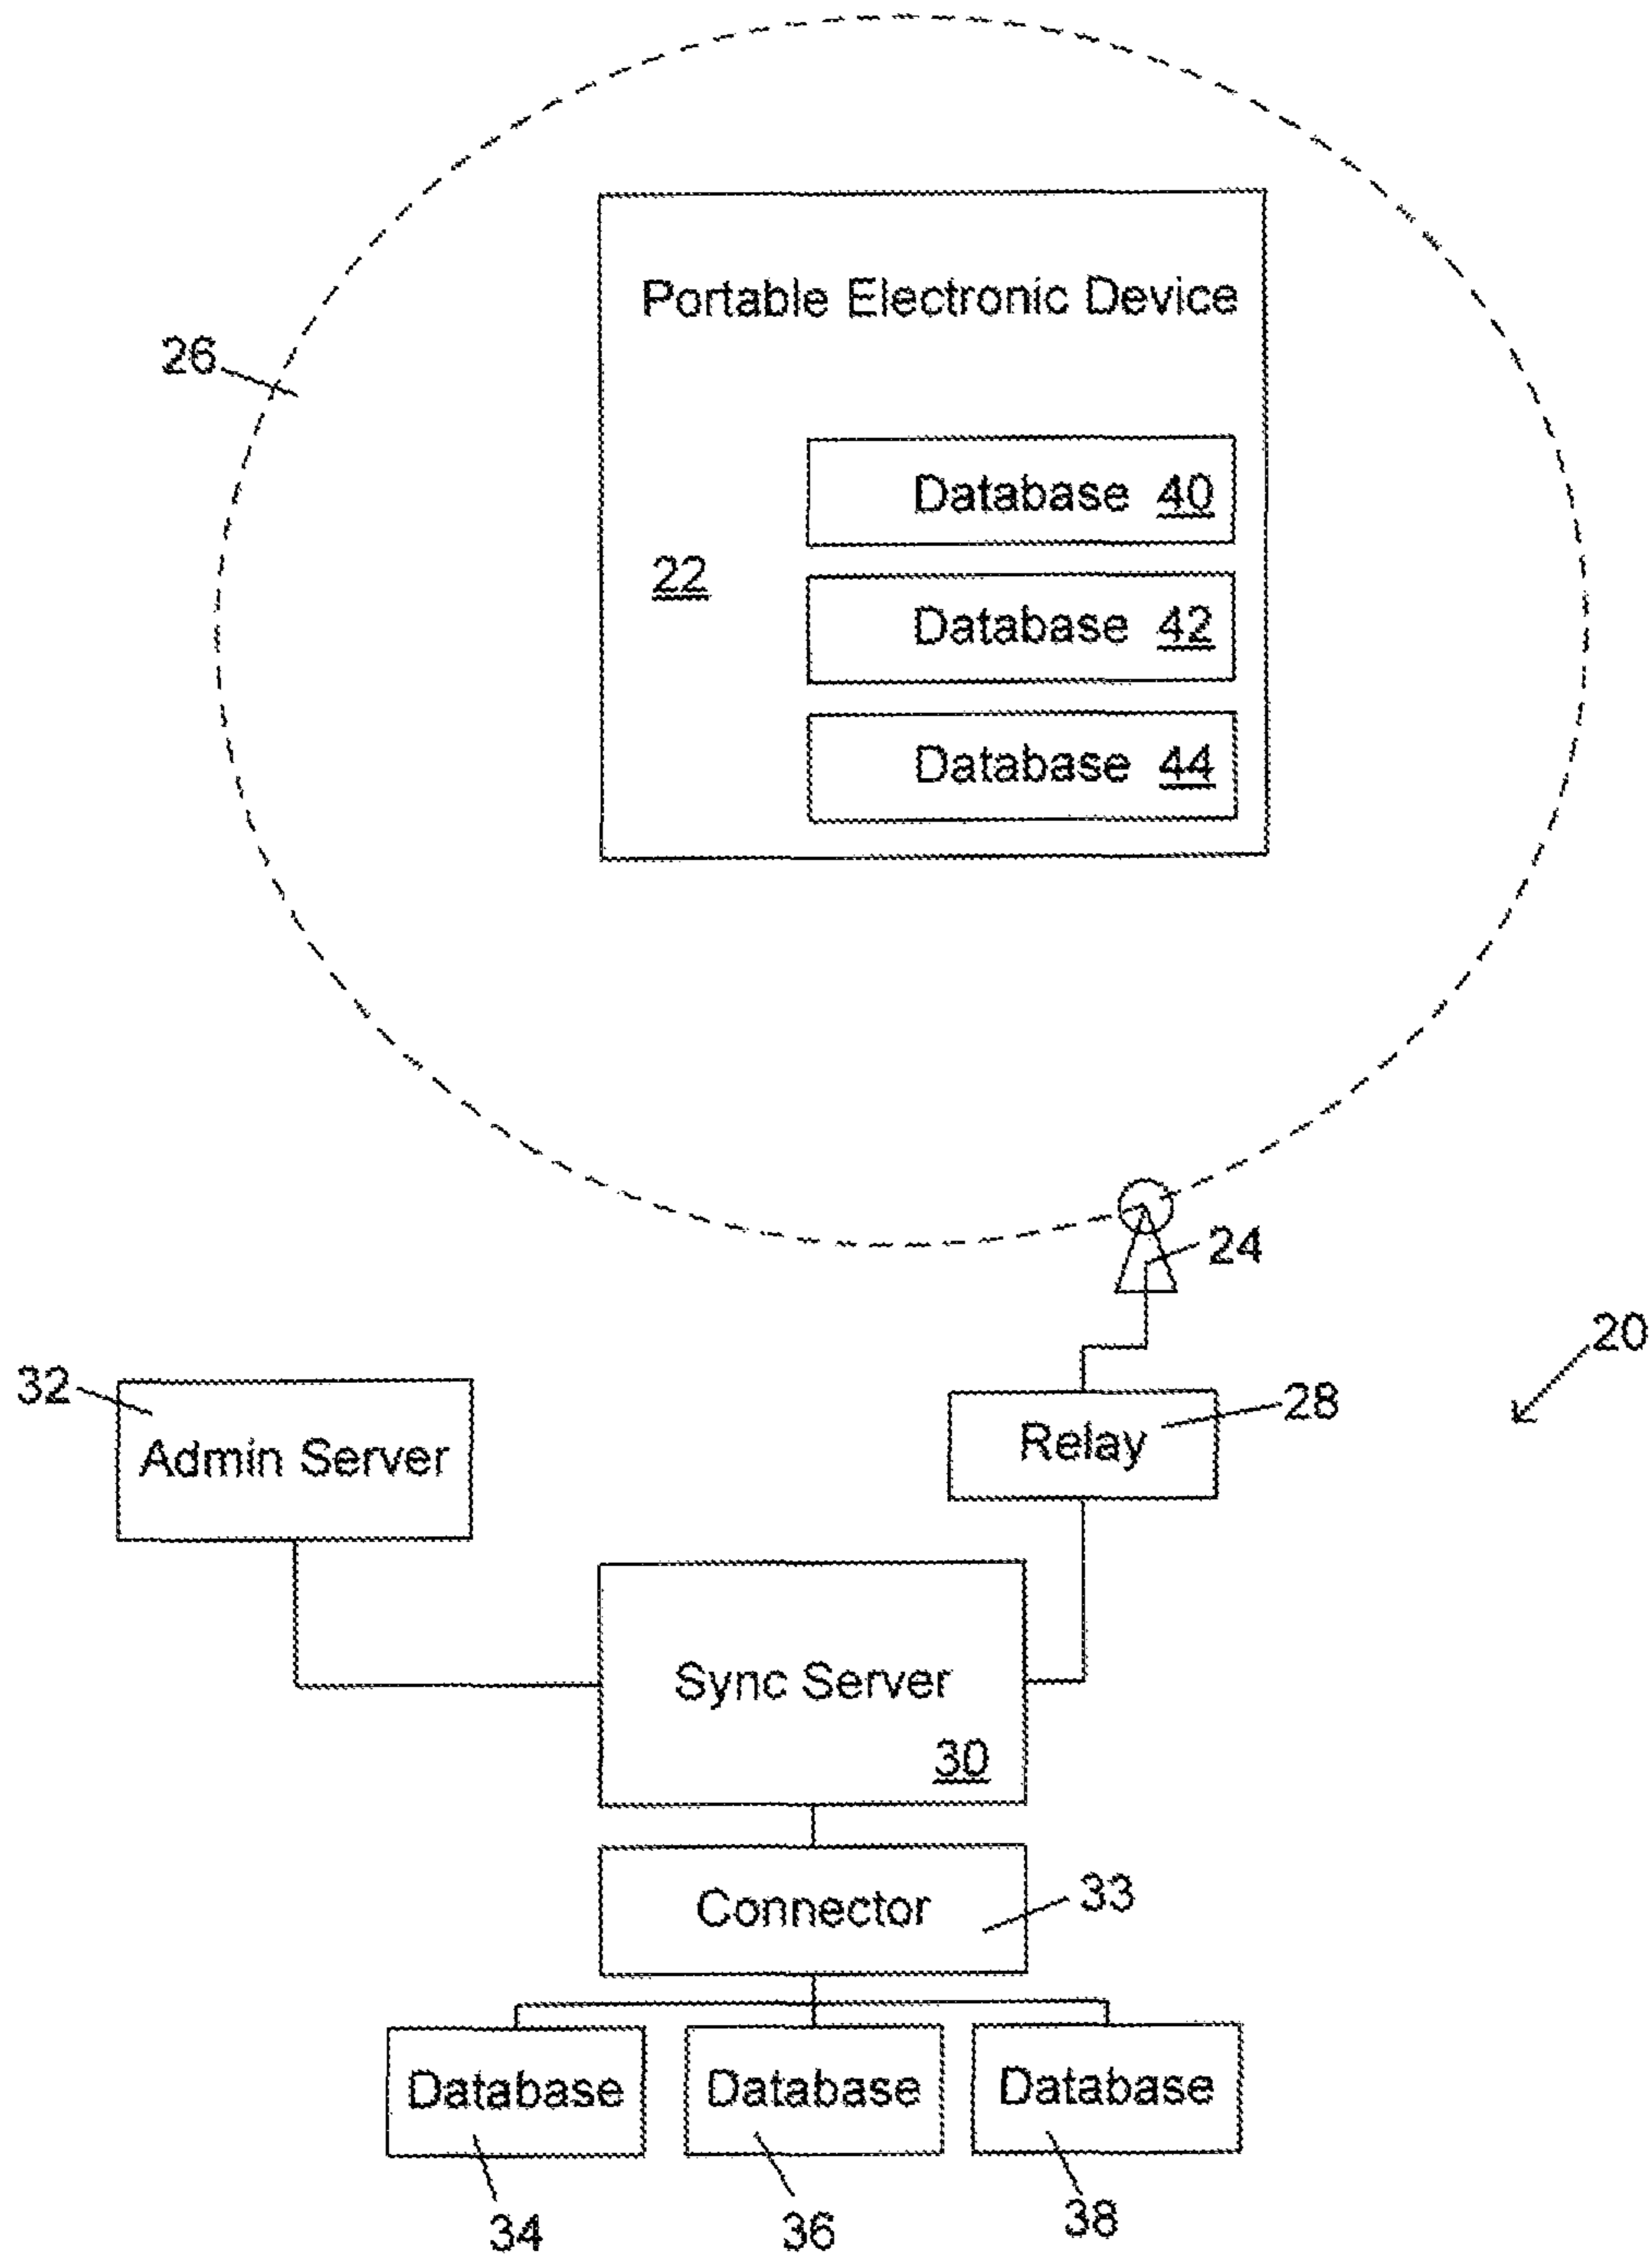 Portable Electronic Device
26
Database 40
22
Database 42
Database 44
24
20
32
28
Admin Server
Relay
Sync Server
30
Connector
33
Database
Database
Database
34
36
38